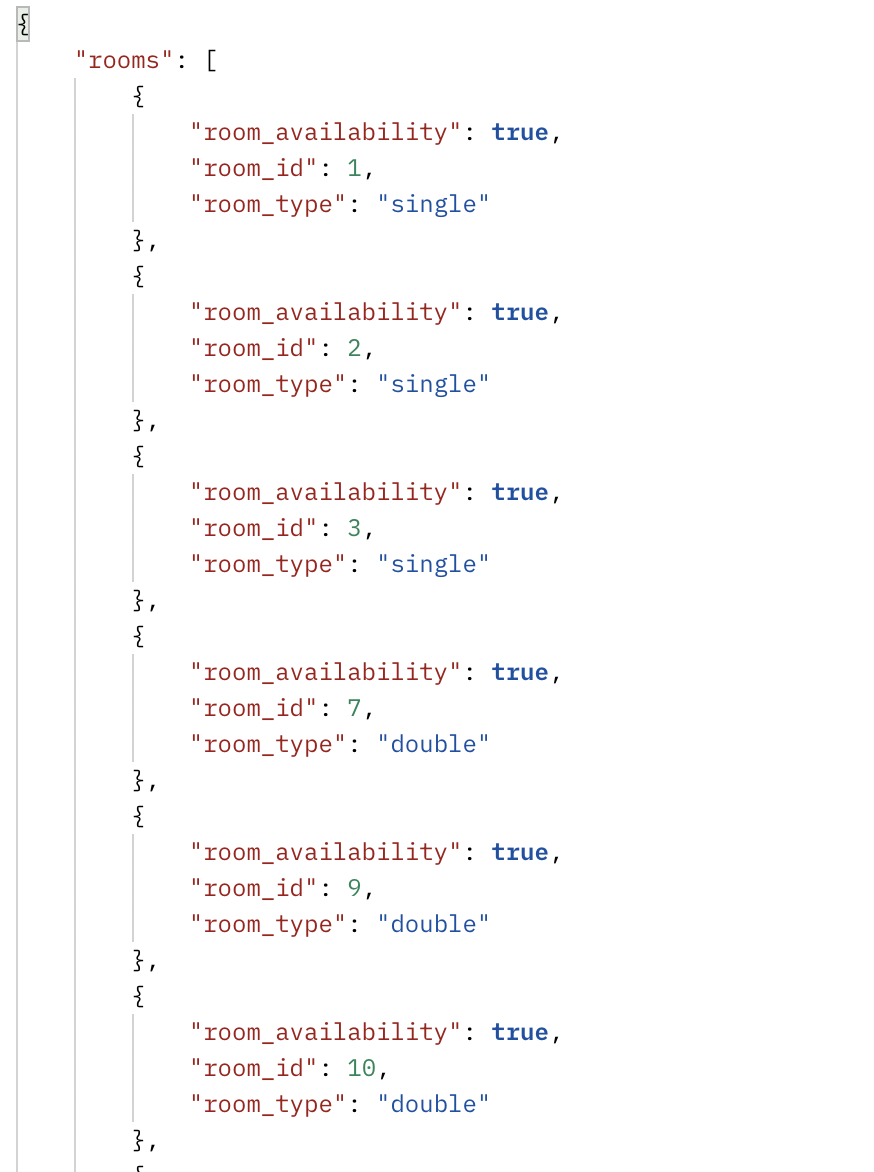 {
    "rooms": [
        {
            "room_availability": true,
            "room_id": 1,
            "room_type": "single"
        },
        {
            "room_availability": true,
            "room_id": 2,
            "room_type": "single"
        },
        {
            "room_availability": true,
            "room_id": 3,
            "room_type": "single"
        },
        {
            "room_availability": true,
            "room_id": 7,
            "room_type": "double"
        },
        {
            "room_availability": true,
            "room_id": 9,
            "room_type": "double"
        },
        {
            "room_availability": true,
            "room_id": 10,
            "room_type": "double"
        },
        {